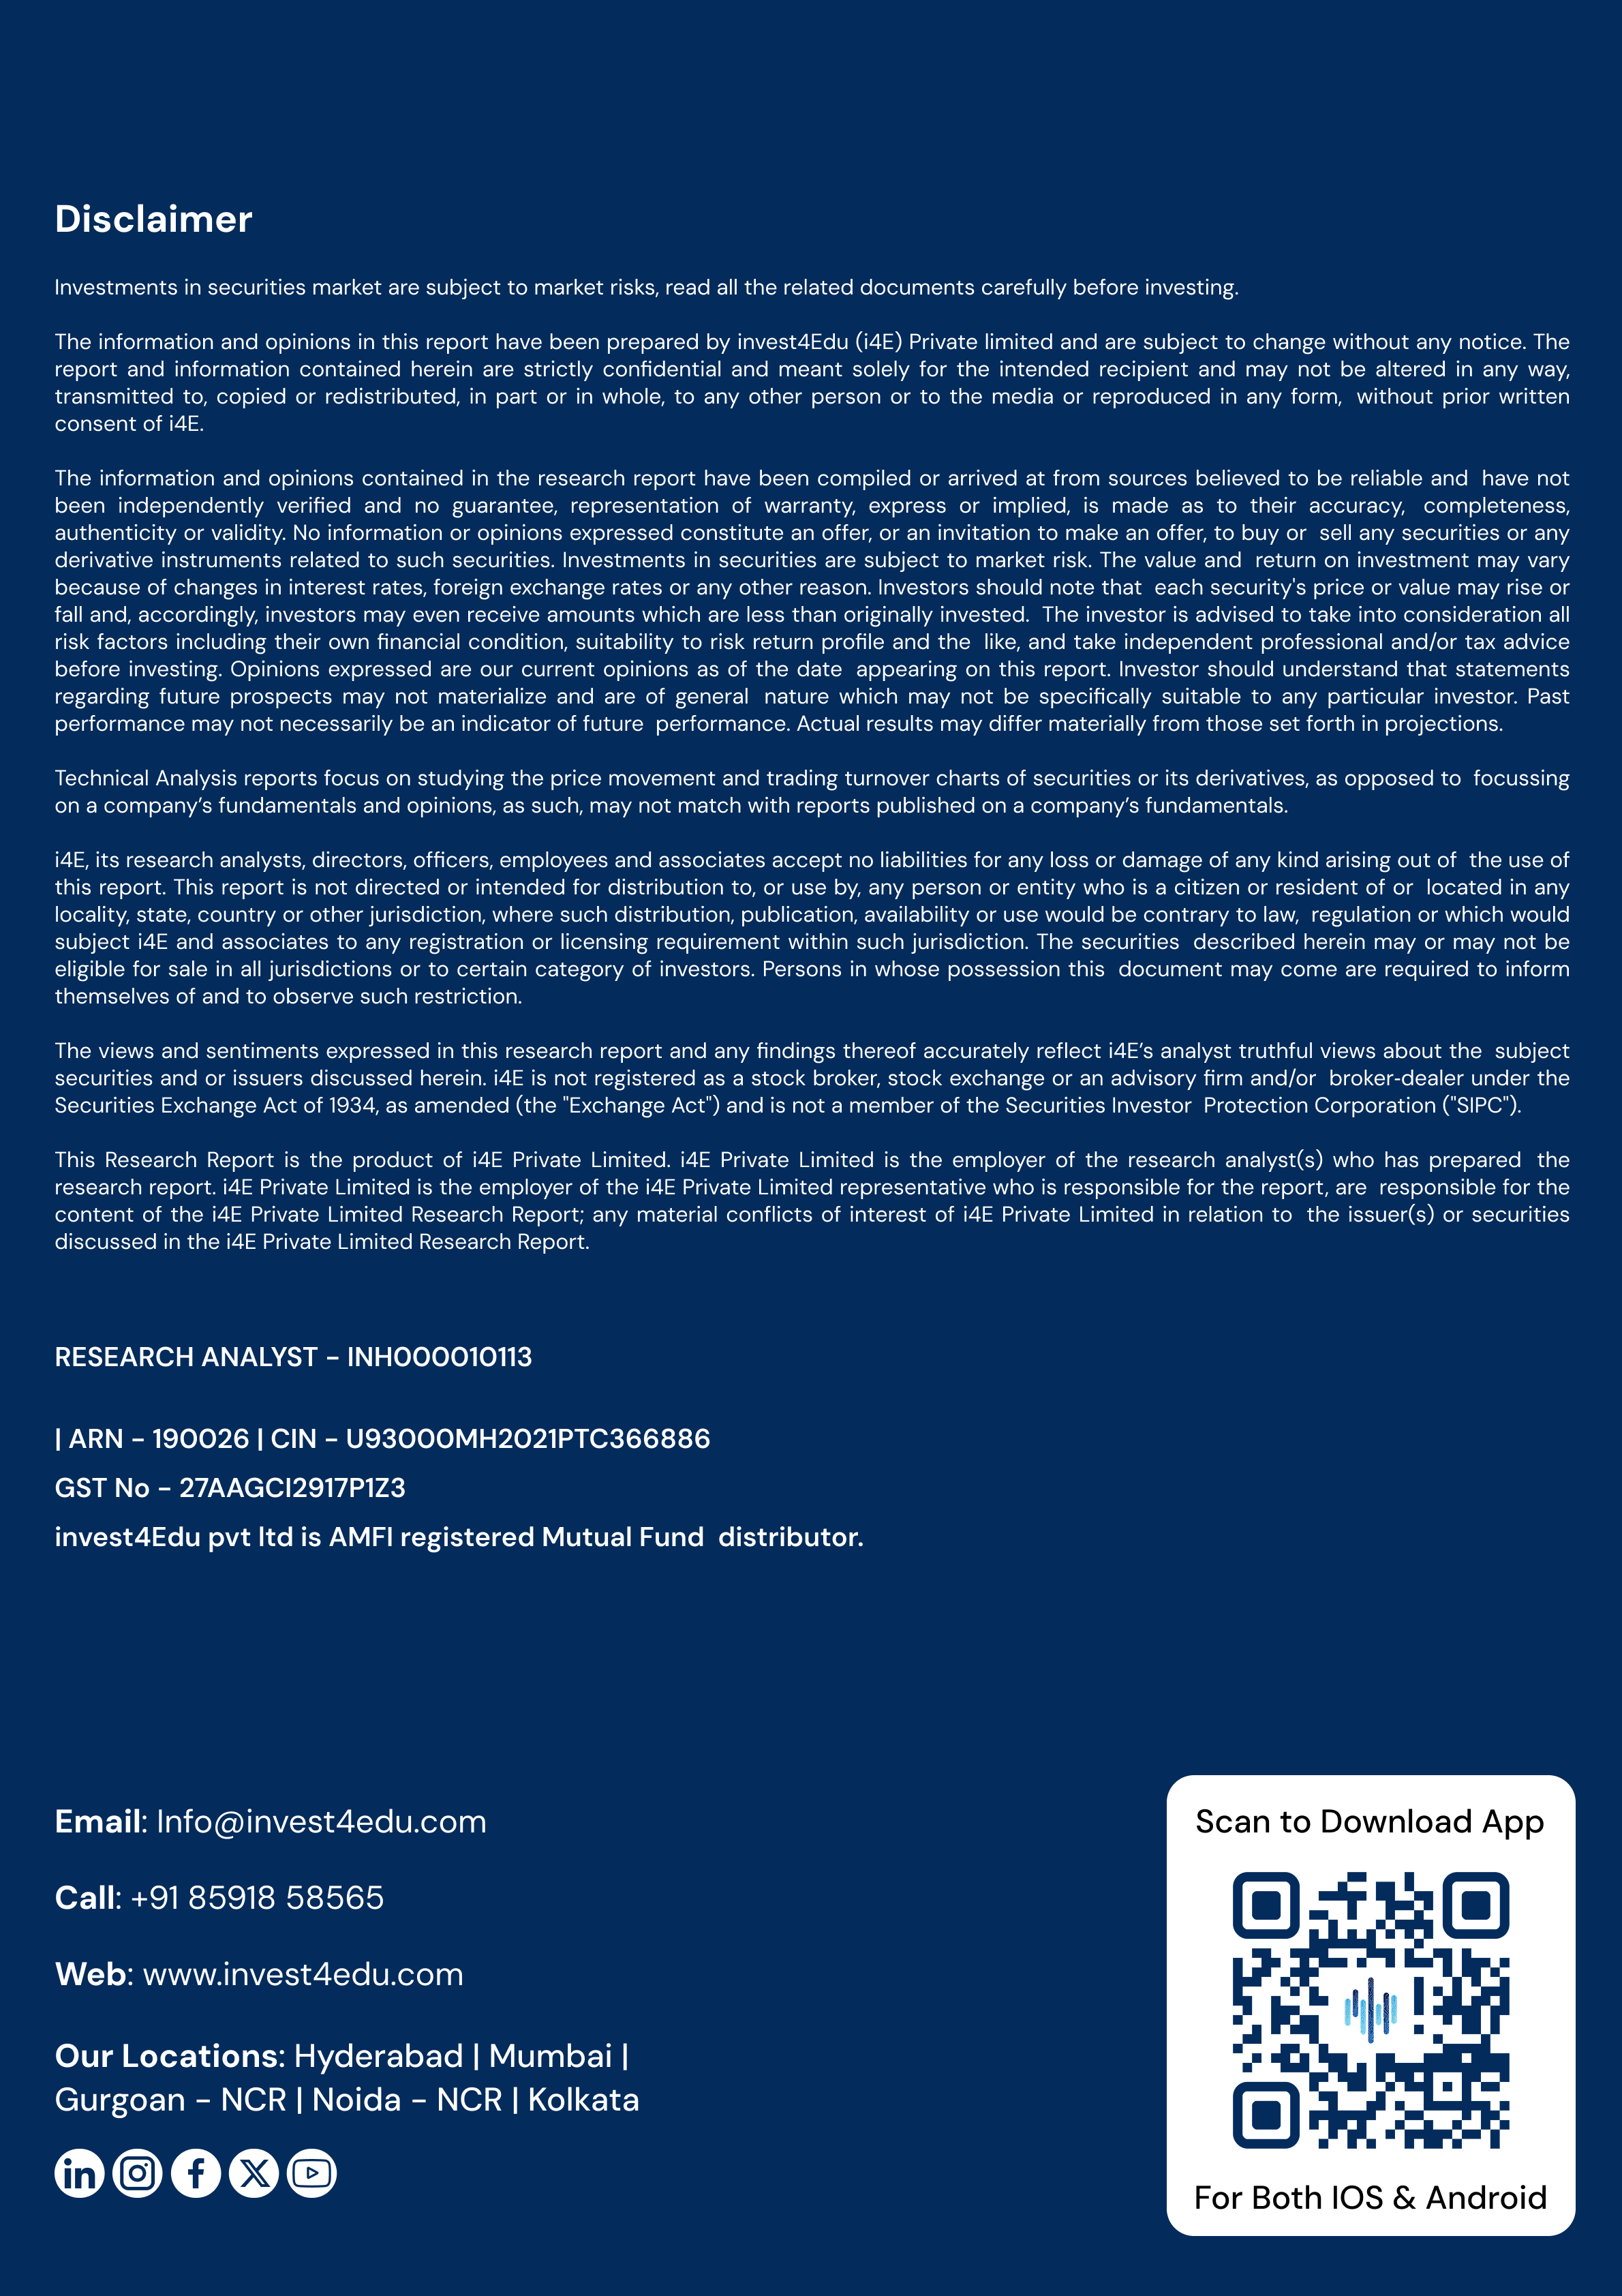 Disclaimer
Investments in securities market are subject to market risks, read all the related documents carefully before investing.
The information and opinions in this report have been prepared by invest4Edu (i4E) Private limited and are subject to change without any notice. The
report and information contained herein are strictly confidential and meant solely for the intended recipient and may not be altered in any way,
transmitted to, copied or redistributed, in part or in whole, to any other person or to the media or reproduced in any form, without prior written
consent of i4E.
The information and opinions contained in the research report have been compiled or arrived at from sources believed to be reliable and have not
been independently verified and no guarantee, representation of warranty, express or implied, is made as to their accuracy, completeness,
authenticity or validity. No information or opinions expressed constitute an offer, or an invitation to make an offer, to buy or sell any securities or any
derivative instruments related to such securities. Investments in securities are subject to market risk. The value and return on investment may vary
because of changes in interest rates, foreign exchange rates or any other reason. Investors should note that each security's price or value may rise or
fall and, accordingly, investors may even receive amounts which are less than originally invested. The investor is advised to take into consideration all
risk factors including their own financial condition, suitability to risk return profile and the like, and take independent professional and/or tax advice
before investing. Opinions expressed are our current opinions as of the date appearing on this report. Investor should understand that statements
regarding future prospects may not materialize and are of general nature which may not be specifically suitable to any particular investor. Past
performance may not necessarily be an indicator of future performance. Actual results may differ materially from those set forth in projections.
Technical Analysis reports focus on studying the price movement and trading turnover charts of securities or its derivatives, as opposed to focussing
on a company’s fundamentals and opinions, as such, may not match with reports published on a company’s fundamentals.
i4E, its research analysts, directors, officers, employees and associates accept no liabilities for any loss or damage of any kind arising out of the use of
this report. This report is not directed or intended for distribution to, or use by, any person or entity who is a citizen or resident of or located in any
locality, state, country or other jurisdiction, where such distribution, publication, availability or use would be contrary to law, regulation or which would
subject i4E and associates to any registration or licensing requirement within such jurisdiction. The securities described herein may or may not be
eligible for sale in all jurisdictions or to certain category of investors. Persons in whose possession this document may come are required to inform
themselves of and to observe such restriction.
The views and sentiments expressed in this research report and any findings thereof accurately reflect i4E’s analyst truthful views about the subject
securities and or issuers discussed herein. i4E is not registered as a stock broker, stock exchange or an advisory firm and/or broker-dealer under the
Securities Exchange Act of 1934, as amended (the "Exchange Act") and is not a member of the Securities Investor Protection Corporation ("SIPC").
This Research Report is the product of i4E Private Limited. i4E Private Limited is the employer of the research analyst(s) who has prepared the
research report. i4E Private Limited is the employer of the i4E Private Limited representative who is responsible for the report, are responsible for the
content of the i4E Private Limited Research Report; any material conflicts of interest of i4E Private Limited in relation to the issuer(s) or securities
discussed in the i4E Private Limited Research Report.
RESEARCH ANALYST - INH000010113
| ARN - 190026 | CIN - U93000MH2021PTC366886
GST No - 27AAGCI2917P1Z3
invest4Edu pvt ltd is AMFI registered Mutual Fund distributor.
Email: Info@invest4edu.com
Call: +91 85918 58565
Web: www.invest4edu.com
Our Locations: Hyderabad | Mumbai |
Gurgoan - NCR | Noida - NCR | Kolkata
Scan to Download App
For Both IOS & Android